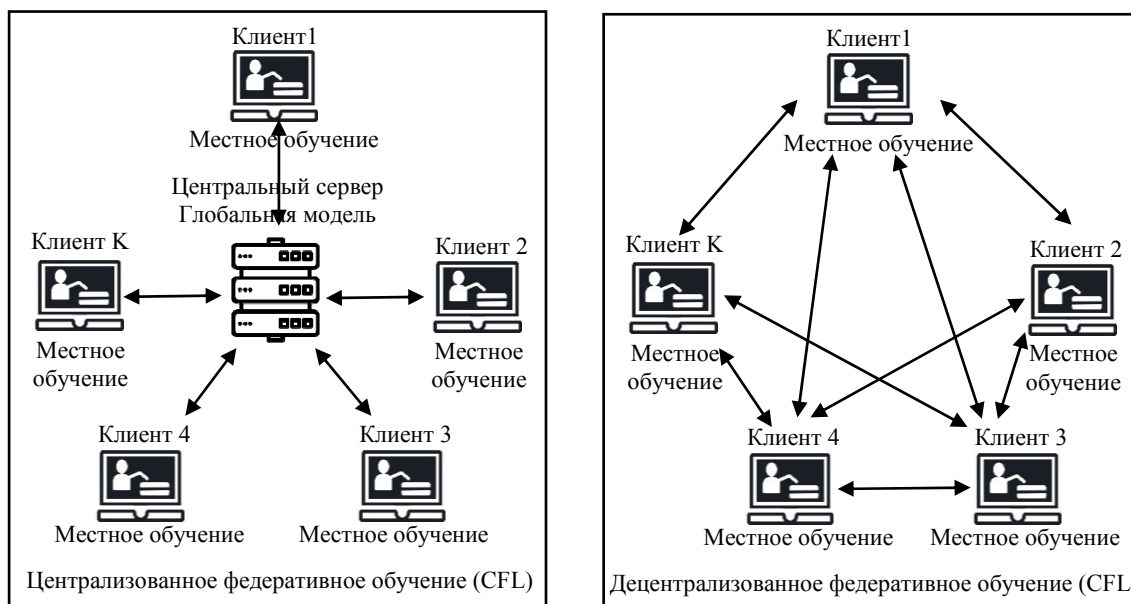 Клиент1
Местное обучение
Центральный сервер
Глобальная модель
Клиент K
Местное
обучение
Клиент 2
Местное
обучение
Клиент 4
Местное обучение
Клиент 3
Местное обучение
Централизованное федеративное обучение (CFL)
Клиент1
Местное обучение
Клиент K
Местное
обучение
Клиент 2
Местное
обучение
Клиент 4
Местное обучение
Клиент 3
Местное обучение
Децентрализованное федеративное обучение (CFL